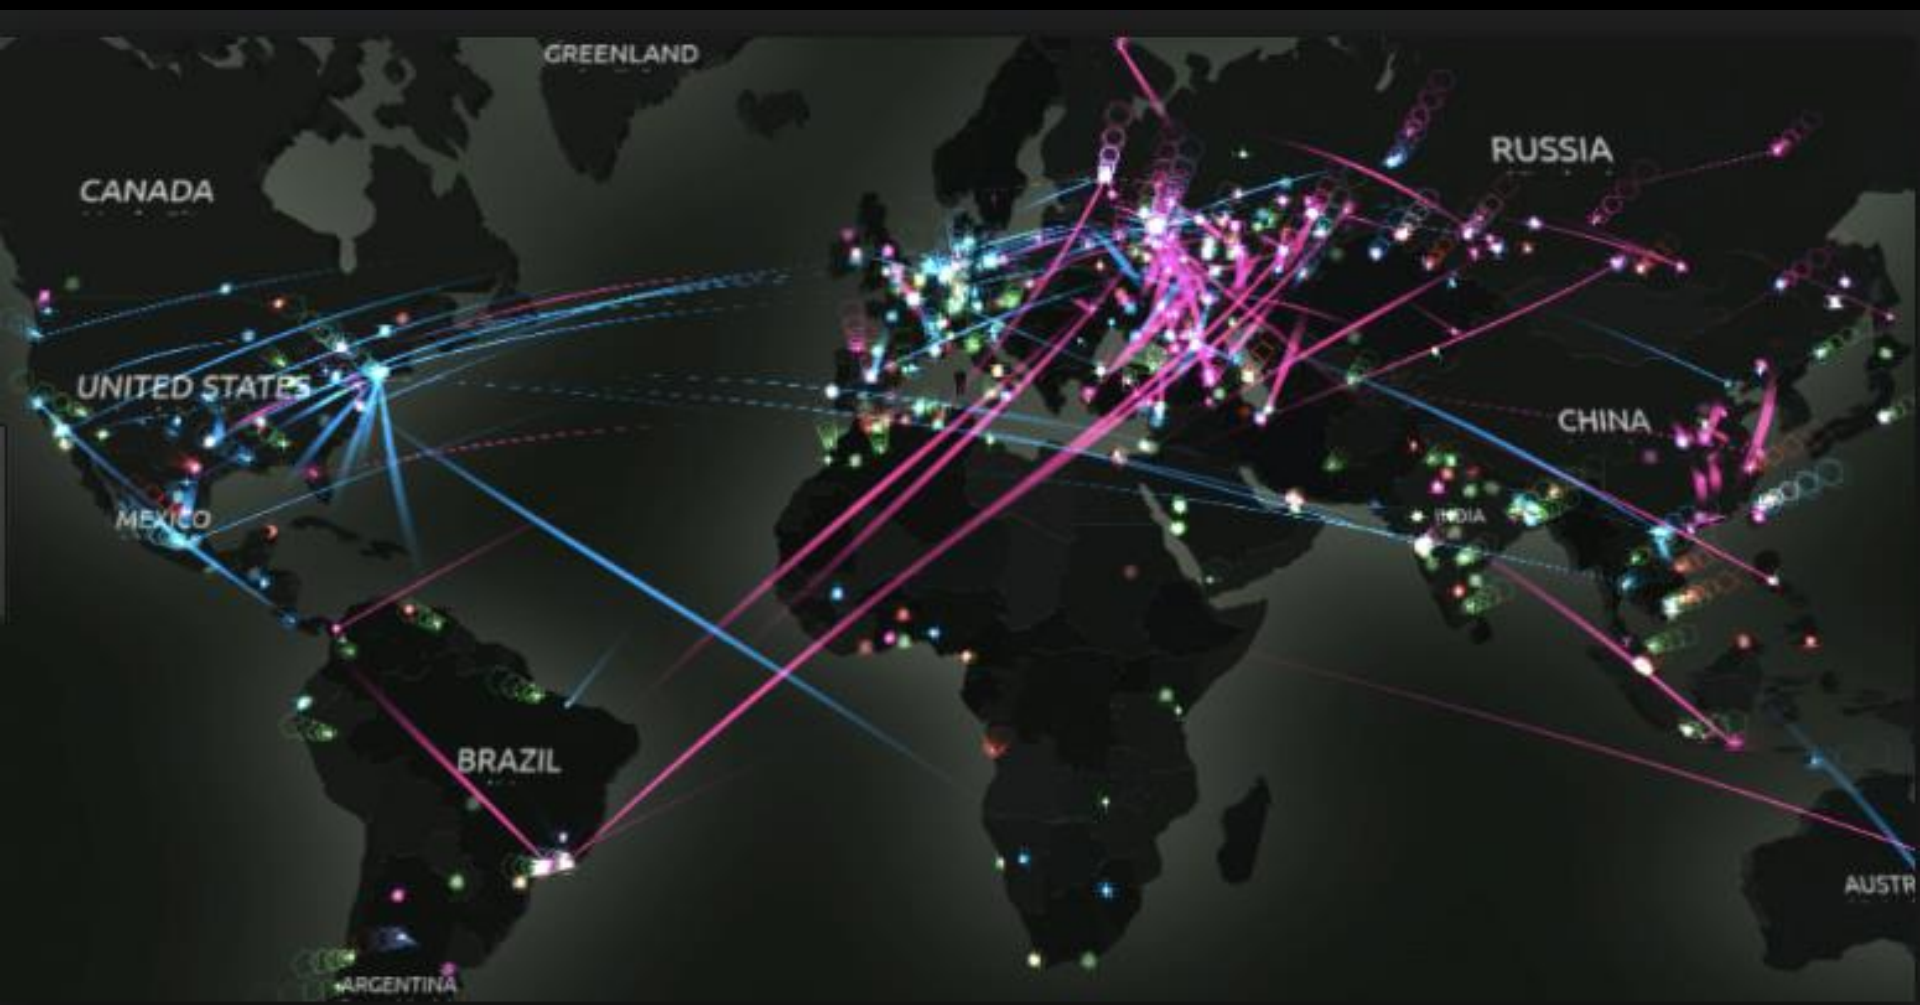 GREENLAND
RUSSIA
CANADA
UNITED STATES
CHINA
MEXICO
INDIA
BRAZIL
AUSTR
ARGENTINA